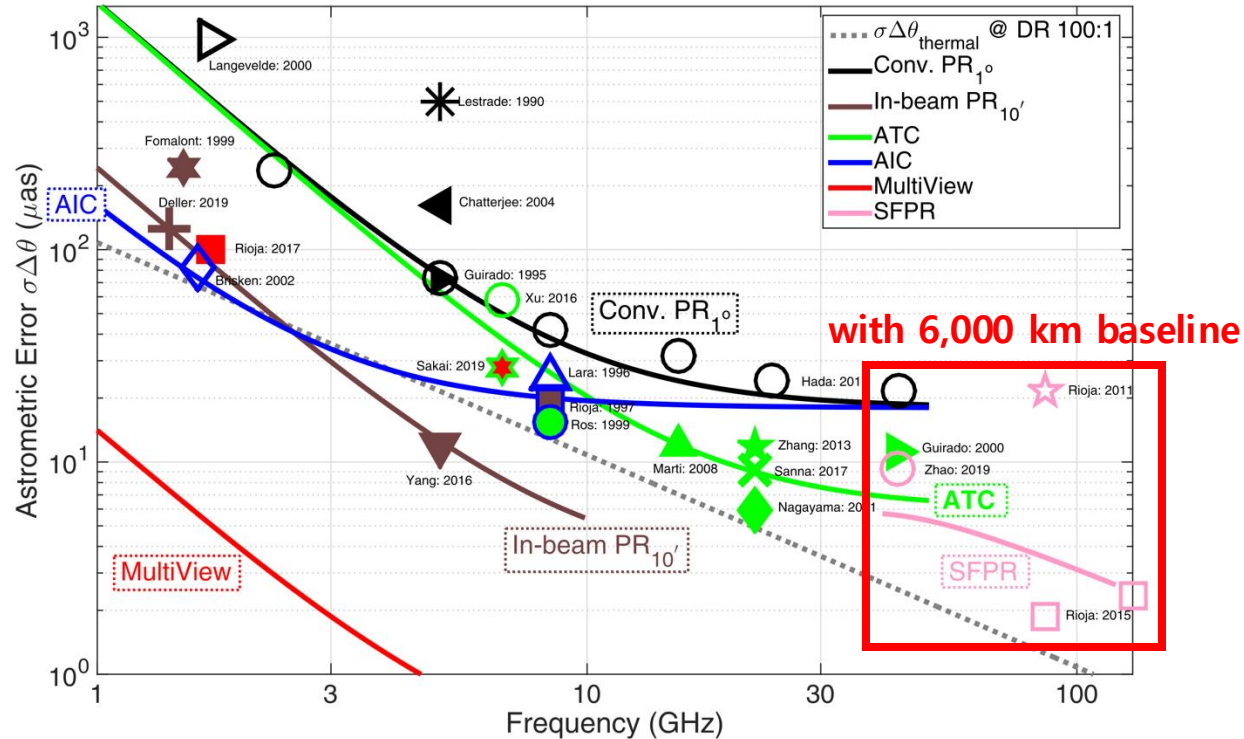 σΔθthermal @ DR 100:1
Conv. PR1o
In-beam PR10′
ATC
AIC
MultiView
SFPR
10³
Langevelde: 2000
Lestrade: 1990
Fomalont: 1999
AIC
Deller: 2019
Chatterjee: 2004
10²
Rioja: 2017
Brisken: 2002
Guirado: 1995
Xu: 2016
Conv. PR1o
with 6,000 km baseline
Sakai: 2019
Lara: 1996
Hada: 201
Rioja: 2011
Rioja: 1997
Ros: 1999
10¹
Yang: 2016
Marti: 2008
Zhang: 2013
Sanna: 2017
Guirado: 2000
Zhao: 2019
Nagayama: 2011
ATC
In-beam PR10′
MultiView
SFPR
Rioja: 2015
10⁰
1 3 10 30 100
Frequency (GHz)
Astrometric Error σΔθ (μas)